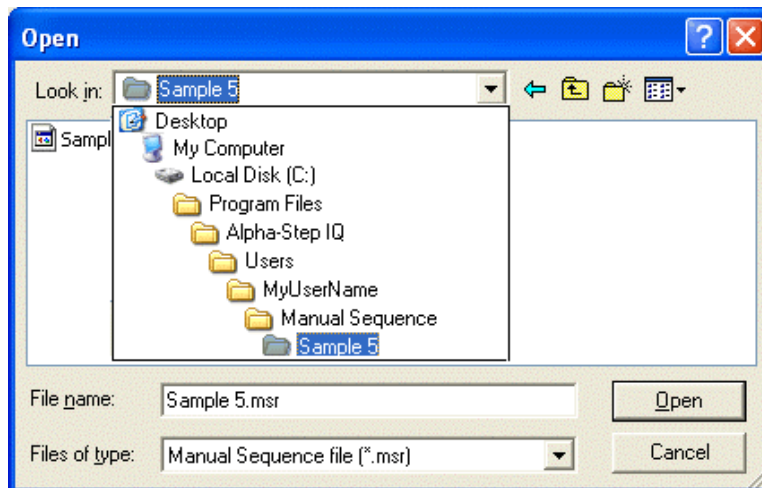 Open
Look in: Sample 5
Desktop
Sampl
My Computer
Local Disk (C:)
Program Files
Alpha-Step IQ
Users
MyUserName
Manual Sequence
Sample 5
File name: Sample 5.msr Open
Files of type: Manual Sequence file (*.msr) Cancel